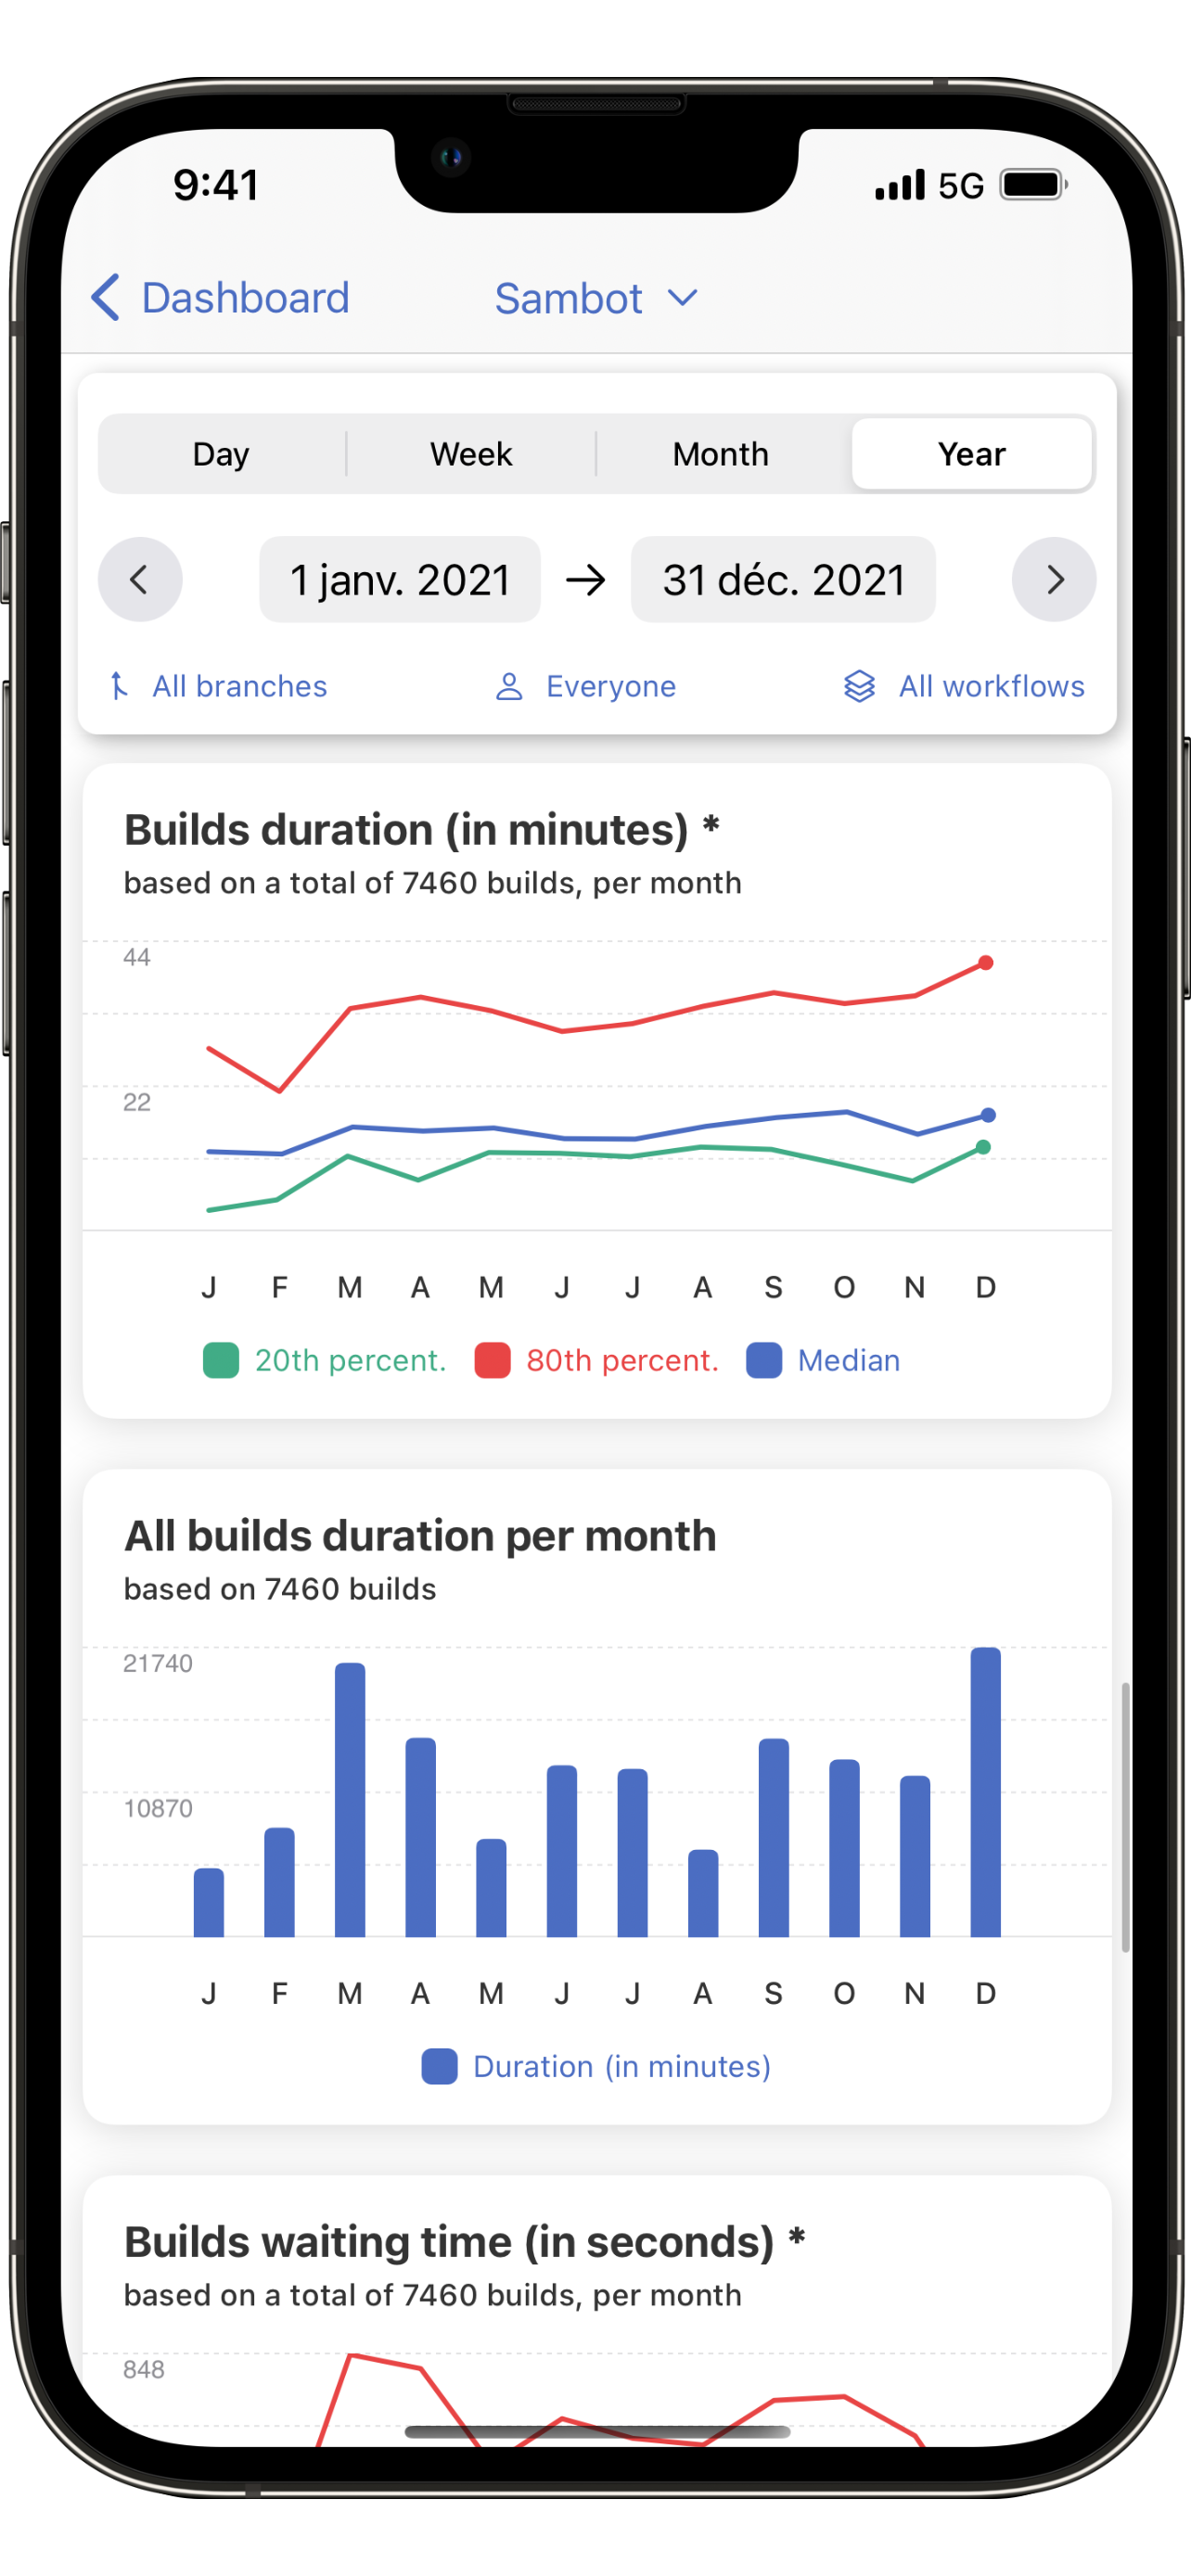 9:41 5G
Dashboard Sambot
Day Week Month Year
1 janv. 2021 → 31 déc. 2021
All branches Everyone All workflows
Builds duration (in minutes) *
based on a total of 7460 builds, per month
44
22
J F M A M J J A S O N D
20th percent. 80th percent. Median
All builds duration per month
based on 7460 builds
21740
10870
J F M A M J J A S O N D
Duration (in minutes)
Builds waiting time (in seconds) *
based on a total of 7460 builds, per month
848